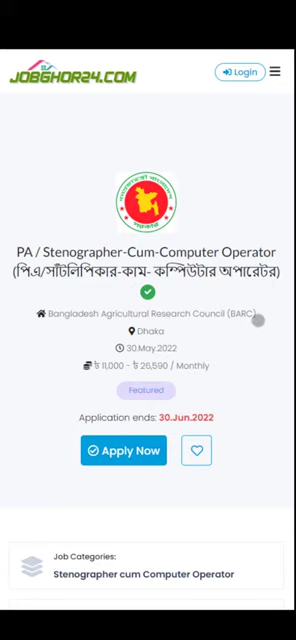 JOBGHOR24.COM
Login
PA / Stenographer-Cum-Computer Operator
(পিএ/সাঁটলিপিকার-কাম- কম্পিউটার অপারেটর)
Bangladesh Agricultural Research Council (BARC)
Dhaka
30.May.2022
৳ 11,000 - ৳ 26,590 / Monthly
Featured
Application ends: 30.Jun.2022
Apply Now
Job Categories:
Stenographer cum Computer Operator